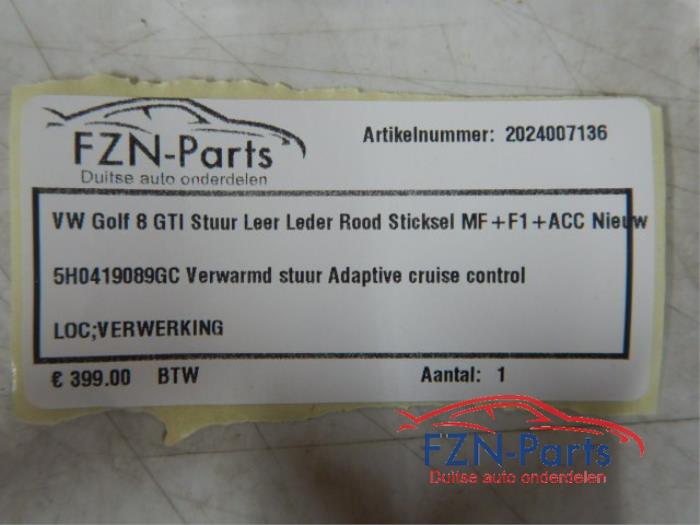 FZN-Parts
Duitse auto onderdelen
Artikelnummer: 2024007136
VW Golf 8 GTI Stuur Leer Leder Rood Sticksel MF+F1+ACC Nieuw
5H0419089GC Verwarmd stuur Adaptive cruise control
LOC;VERWERKING
€ 399.00 BTW Aantal: 1
FZN-Parts
Duitse auto onderdelen